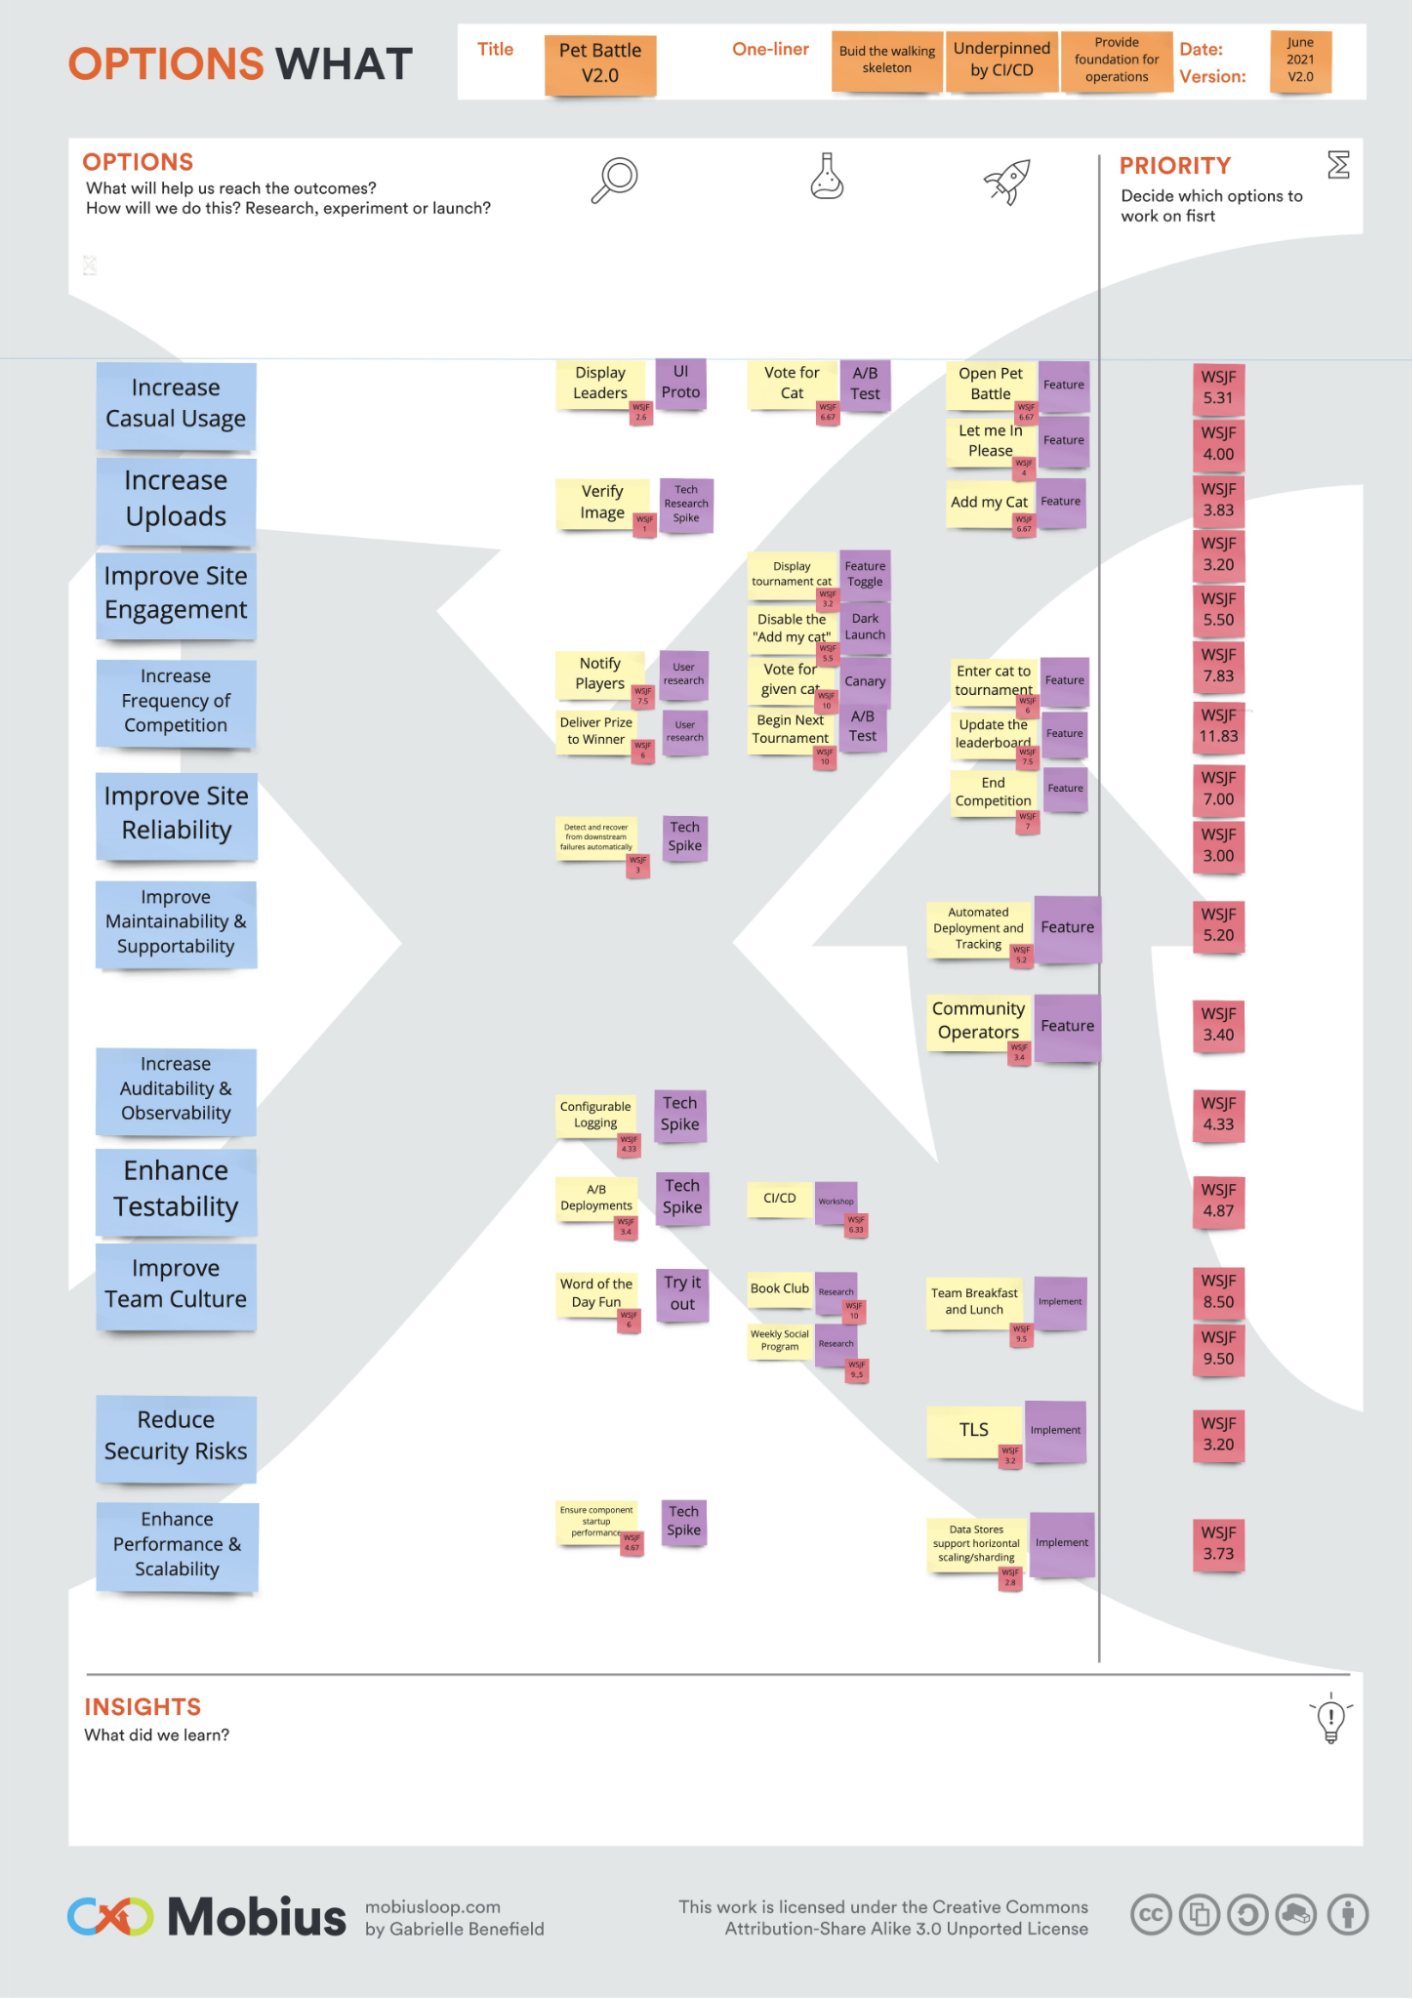 OPTIONS WHAT
Title
Pet Battle
V2.0
One-liner
Buid the walking
skeleton
Underpinned
by CI/CD
Provide
foundation for
operations
Date:
Version:
June
2021
V2.0
OPTIONS
What will help us reach the outcomes?
How will we do this? Research, experiment or launch?
PRIORITY
Decide which options to
work on fisrt
Increase
Casual Usage
Display
Leaders
WSJF
2.6
UI
Proto
Vote for
Cat
WSJF
6.67
A/B
Test
Open Pet
Battle
WSJF
6.67
Feature
WSJF
5.31
Let me In
Please
WSJF
4
Feature
WSJF
4.00
Increase
Uploads
Verify
Image
WSJF
1
Tech
Research
Spike
Add my Cat
WSJF
6.67
Feature
WSJF
3.83
Improve Site
Engagement
Display
tournament cat
WSJF
3.2
Feature
Toggle
WSJF
3.20
Disable the
"Add my cat"
WSJF
5.5
Dark
Launch
WSJF
5.50
Increase
Frequency of
Competition
Notify
Players
WSJF
7.5
User
research
Vote for
given cat
WSJF
10
Canary
Enter cat to
tournament
WSJF
6
Feature
WSJF
7.83
Deliver Prize
to Winner
WSJF
6
User
research
Begin Next
Tournament
WSJF
10
A/B
Test
Update the
leaderboard
WSJF
7.5
Feature
WSJF
11.83
End
Competition
WSJF
7
Feature
WSJF
7.00
Improve Site
Reliability
Detect and recover
from downstream
failures automatically
WSJF
3
Tech
Spike
WSJF
3.00
Improve
Maintainability &
Supportability
Automated
Deployment and
Tracking
WSJF
5.2
Feature
WSJF
5.20
Community
Operators
WSJF
3.4
Feature
WSJF
3.40
Increase
Auditability &
Observability
Configurable
Logging
WSJF
4.33
Tech
Spike
WSJF
4.33
Enhance
Testability
A/B
Deployments
WSJF
3.4
Tech
Spike
CI/CD
Workshop
WSJF
6.33
WSJF
4.87
Improve
Team Culture
Word of the
Day Fun
WSJF
6
Try it
out
Book Club
Research
WSJF
10
Team Breakfast
and Lunch
WSJF
9.5
Implement
WSJF
8.50
Weekly Social
Program
Research
WSJF
9,.5
WSJF
9.50
Reduce
Security Risks
TLS
WSJF
3.2
Implement
WSJF
3.20
Enhance
Performance &
Scalability
Ensure component
startup
performance
WSJF
4.67
Tech
Spike
Data Stores
support horizontal
scaling/sharding
WSJF
2.8
Implement
WSJF
3.73
INSIGHTS
What did we learn?
Mobius
mobiusloop.com
by Gabrielle Benefield
This work is licensed under the Creative Commons
Attribution-Share Alike 3.0 Unported License
cc